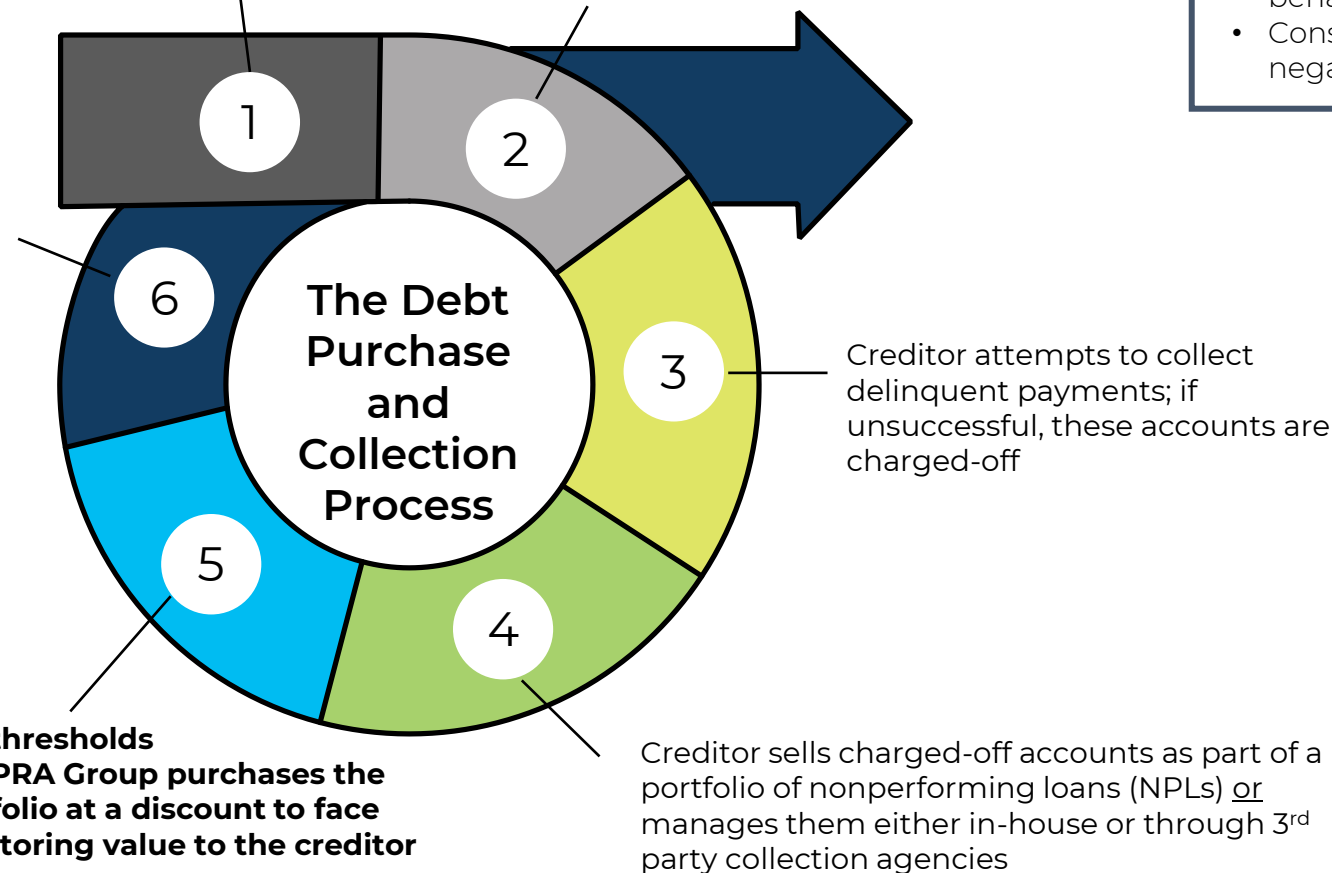 •
Cons
nega
1
2
3
4
5
6
The Debt
Purchase
and
Collection
Process
Creditor attempts to collect
delinquent payments; if
unsuccessful, these accounts are
charged-off
Creditor sells charged-off accounts as part of a
portfolio of nonperforming loans (NPLs) or
manages them either in-house or through 3rd
party collection agencies
thresholds
PRA Group purchases the
folio at a discount to face
toring value to the creditor